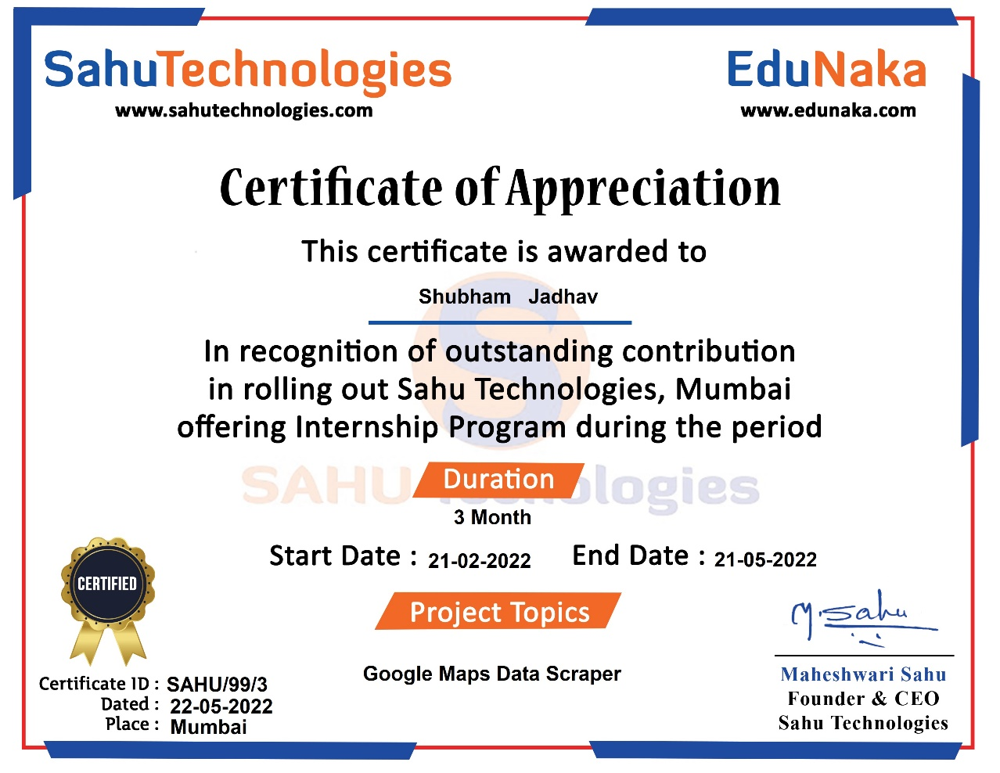 SahuTechnologies
www.sahutechnologies.com
EduNaka
www.edunaka.com
Certificate of Appreciation
This certificate is awarded to
Shubham Jadhav
In recognition of outstanding contribution
in rolling out Sahu Technologies, Mumbai
offering Internship Program during the period
Duration
3 Month
Start Date : 21-02-2022 End Date : 21-05-2022
Project Topics
Google Maps Data Scraper
CERTIFIED
Certificate ID : SAHU/99/3
Dated : 22-05-2022
Place : Mumbai
M. Sahu
Maheshwari Sahu
Founder & CEO
Sahu Technologies
SAHU Technologies